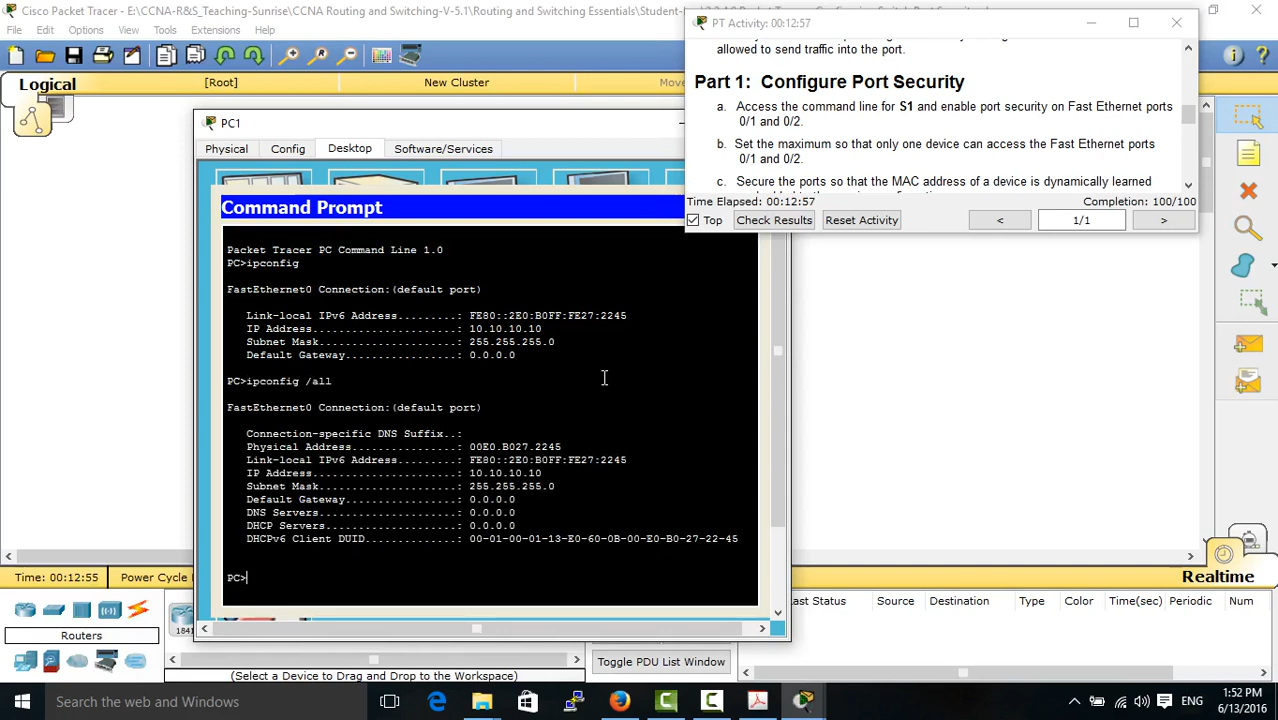 Cisco Packet Tracer - E:\CCNA-R&S_Teaching-Sunrise\CCNA Routing and Switching-V-5.1\Routing and Switching Essentials\Student-
File Edit Options View Tools Extensions Help
Logical
[Root]
New Cluster
Move
PT Activity: 00:12:57
allowed to send traffic into the port.
Part 1: Configure Port Security
a. Access the command line for S1 and enable port security on Fast Ethernet ports
0/1 and 0/2.
b. Set the maximum so that only one device can access the Fast Ethernet ports
0/1 and 0/2.
c. Secure the ports so that the MAC address of a device is dynamically learned
Time Elapsed: 00:12:57 Completion: 100/100
Top Check Results Reset Activity < 1/1 >
PC1
Physical Config Desktop Software/Services
Command Prompt
Packet Tracer PC Command Line 1.0
PC>ipconfig
FastEthernet0 Connection:(default port)
Link-local IPv6 Address.........: FE80::2E0:B0FF:FE27:2245
IP Address......................: 10.10.10.10
Subnet Mask.....................: 255.255.255.0
Default Gateway.................: 0.0.0.0
PC>ipconfig /all
FastEthernet0 Connection:(default port)
Connection-specific DNS Suffix..:
Physical Address................: 00E0.B027.2245
Link-local IPv6 Address.........: FE80::2E0:B0FF:FE27:2245
IP Address......................: 10.10.10.10
Subnet Mask.....................: 255.255.255.0
Default Gateway.................: 0.0.0.0
DNS Servers.....................: 0.0.0.0
DHCP Servers....................: 0.0.0.0
DHCPv6 Client DUID..............: 00-01-00-01-13-E0-60-0B-00-E0-B0-27-22-45
PC>
Time: 00:12:55 Power Cycle
Realtime
Routers
1841
(Select a Device to Drag and Drop to the Workspace)
Toggle PDU List Window
Last Status Source Destination Type Color Time(sec) Periodic Num
Search the web and Windows
ENG
1:52 PM
6/13/2016